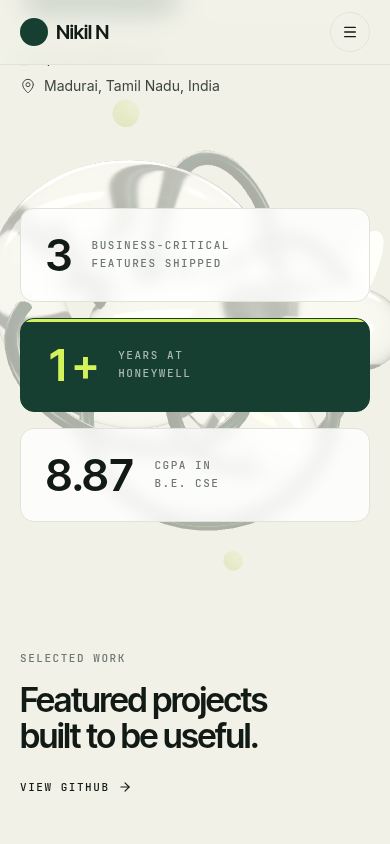 Nikil N
Madurai, Tamil Nadu, India
3
BUSINESS-CRITICAL
FEATURES SHIPPED
1+
YEARS AT
HONEYWELL
8.87
CGPA IN
B.E. CSE
SELECTED WORK
Featured projects
built to be useful.
VIEW GITHUB →